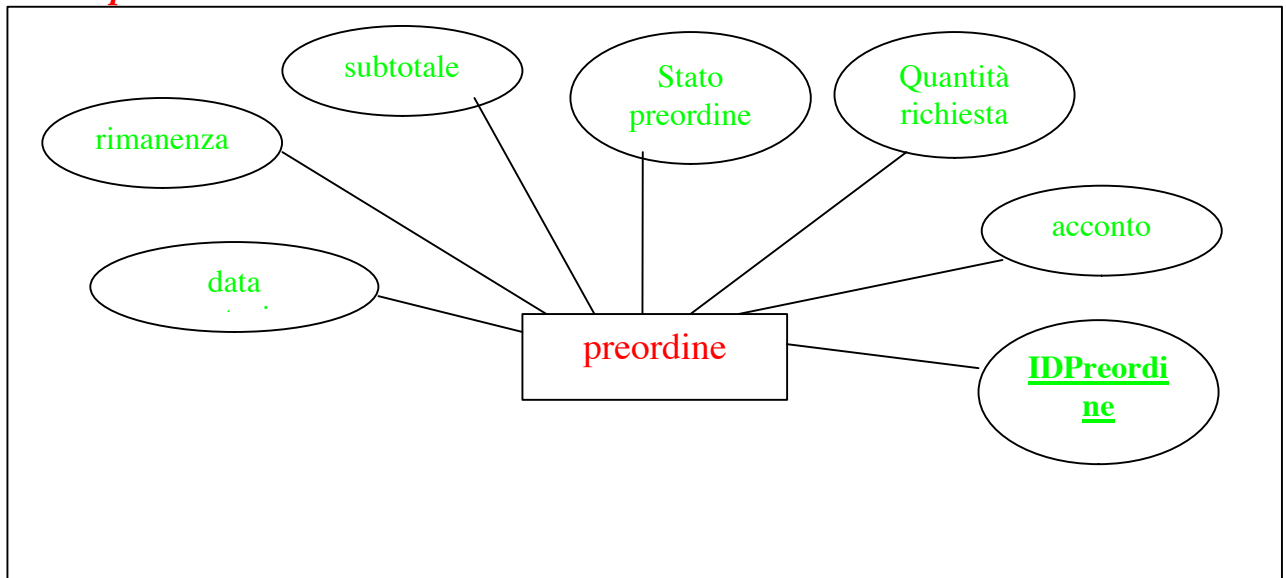 subtotale
Stato
preordine
Quantità
richiesta
rimanenza
acconto
data
preordine
IDPreordi
ne